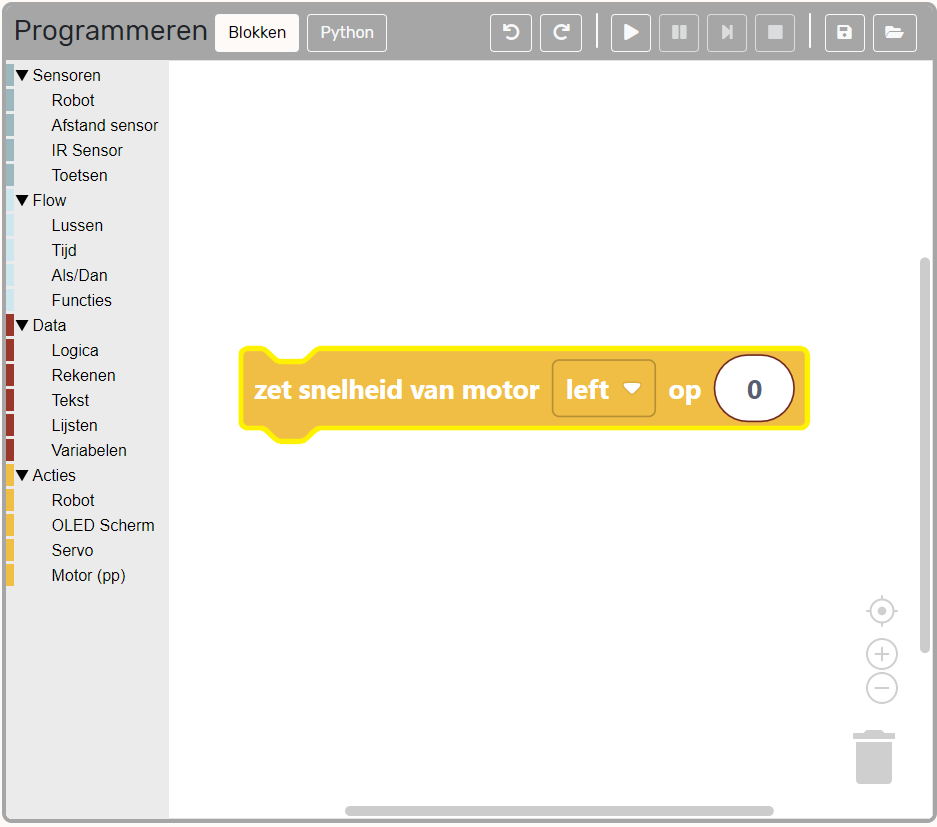 Programmeren Blokken Python
Sensoren
Robot
Afstand sensor
IR Sensor
Toetsen
Flow
Lussen
Tijd
Als/Dan
Functies
Data
Logica
Rekenen
Tekst
Lijsten
Variabelen
Acties
Robot
OLED Scherm
Servo
Motor (pp)
zet snelheid van motor left op 0